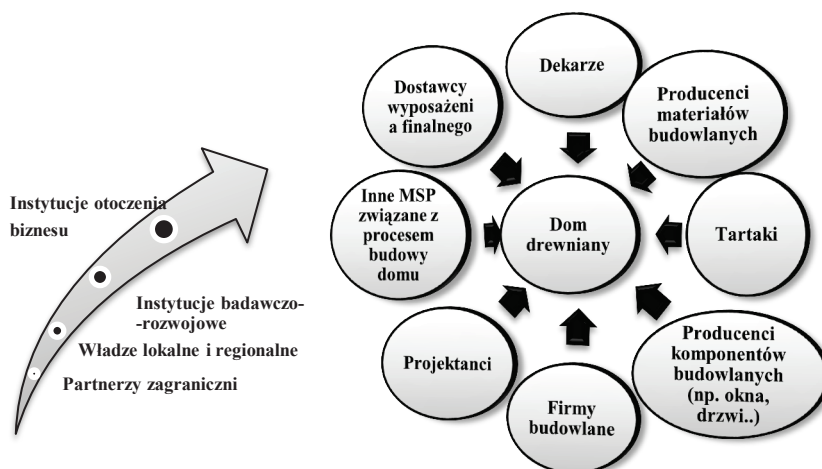 Instytucje otoczenia
biznesu
Instytucje badawczo-
-rozwojowe
Władze lokalne i regionalne
Partnerzy zagraniczni
Dekarze
Producenci
materiałów
budowlanych
Tartaki
Producenci
komponentów
budowlanych
(np. okna,
drzwi..)
Firmy
budowlane
Projektanci
Inne MSP
związane z
procesem
budowy
domu
Dostawcy
wyposażeni
a finalnego
Dom
drewniany